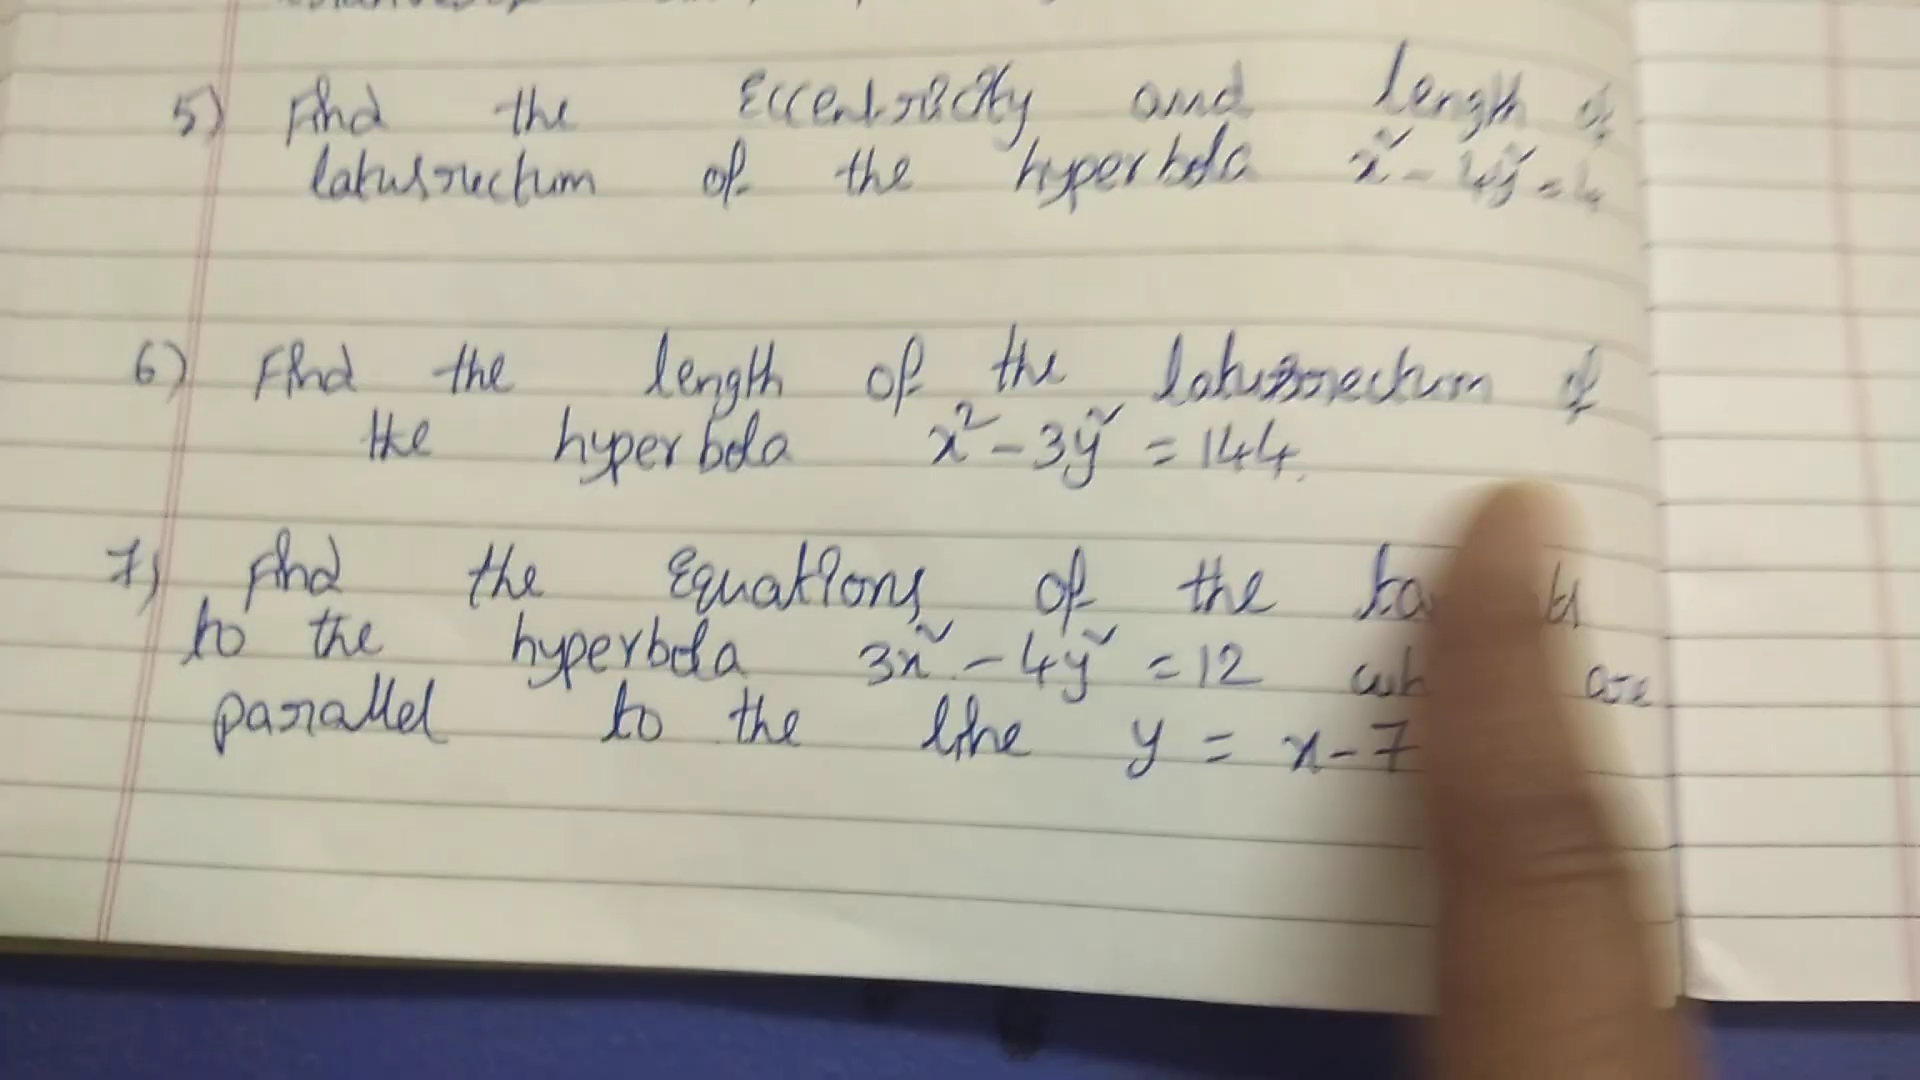 5) Find the Eccentricity and length of
latusrectum of the hyperbola x² - 4y² = 4
6) Find the length of the latusrectum of
the hyperbola x² - 3y² = 144.
7) Find the Equations of the
to the hyperbola 3x² - 4y² = 12 are
parallel to the line y = x - 7